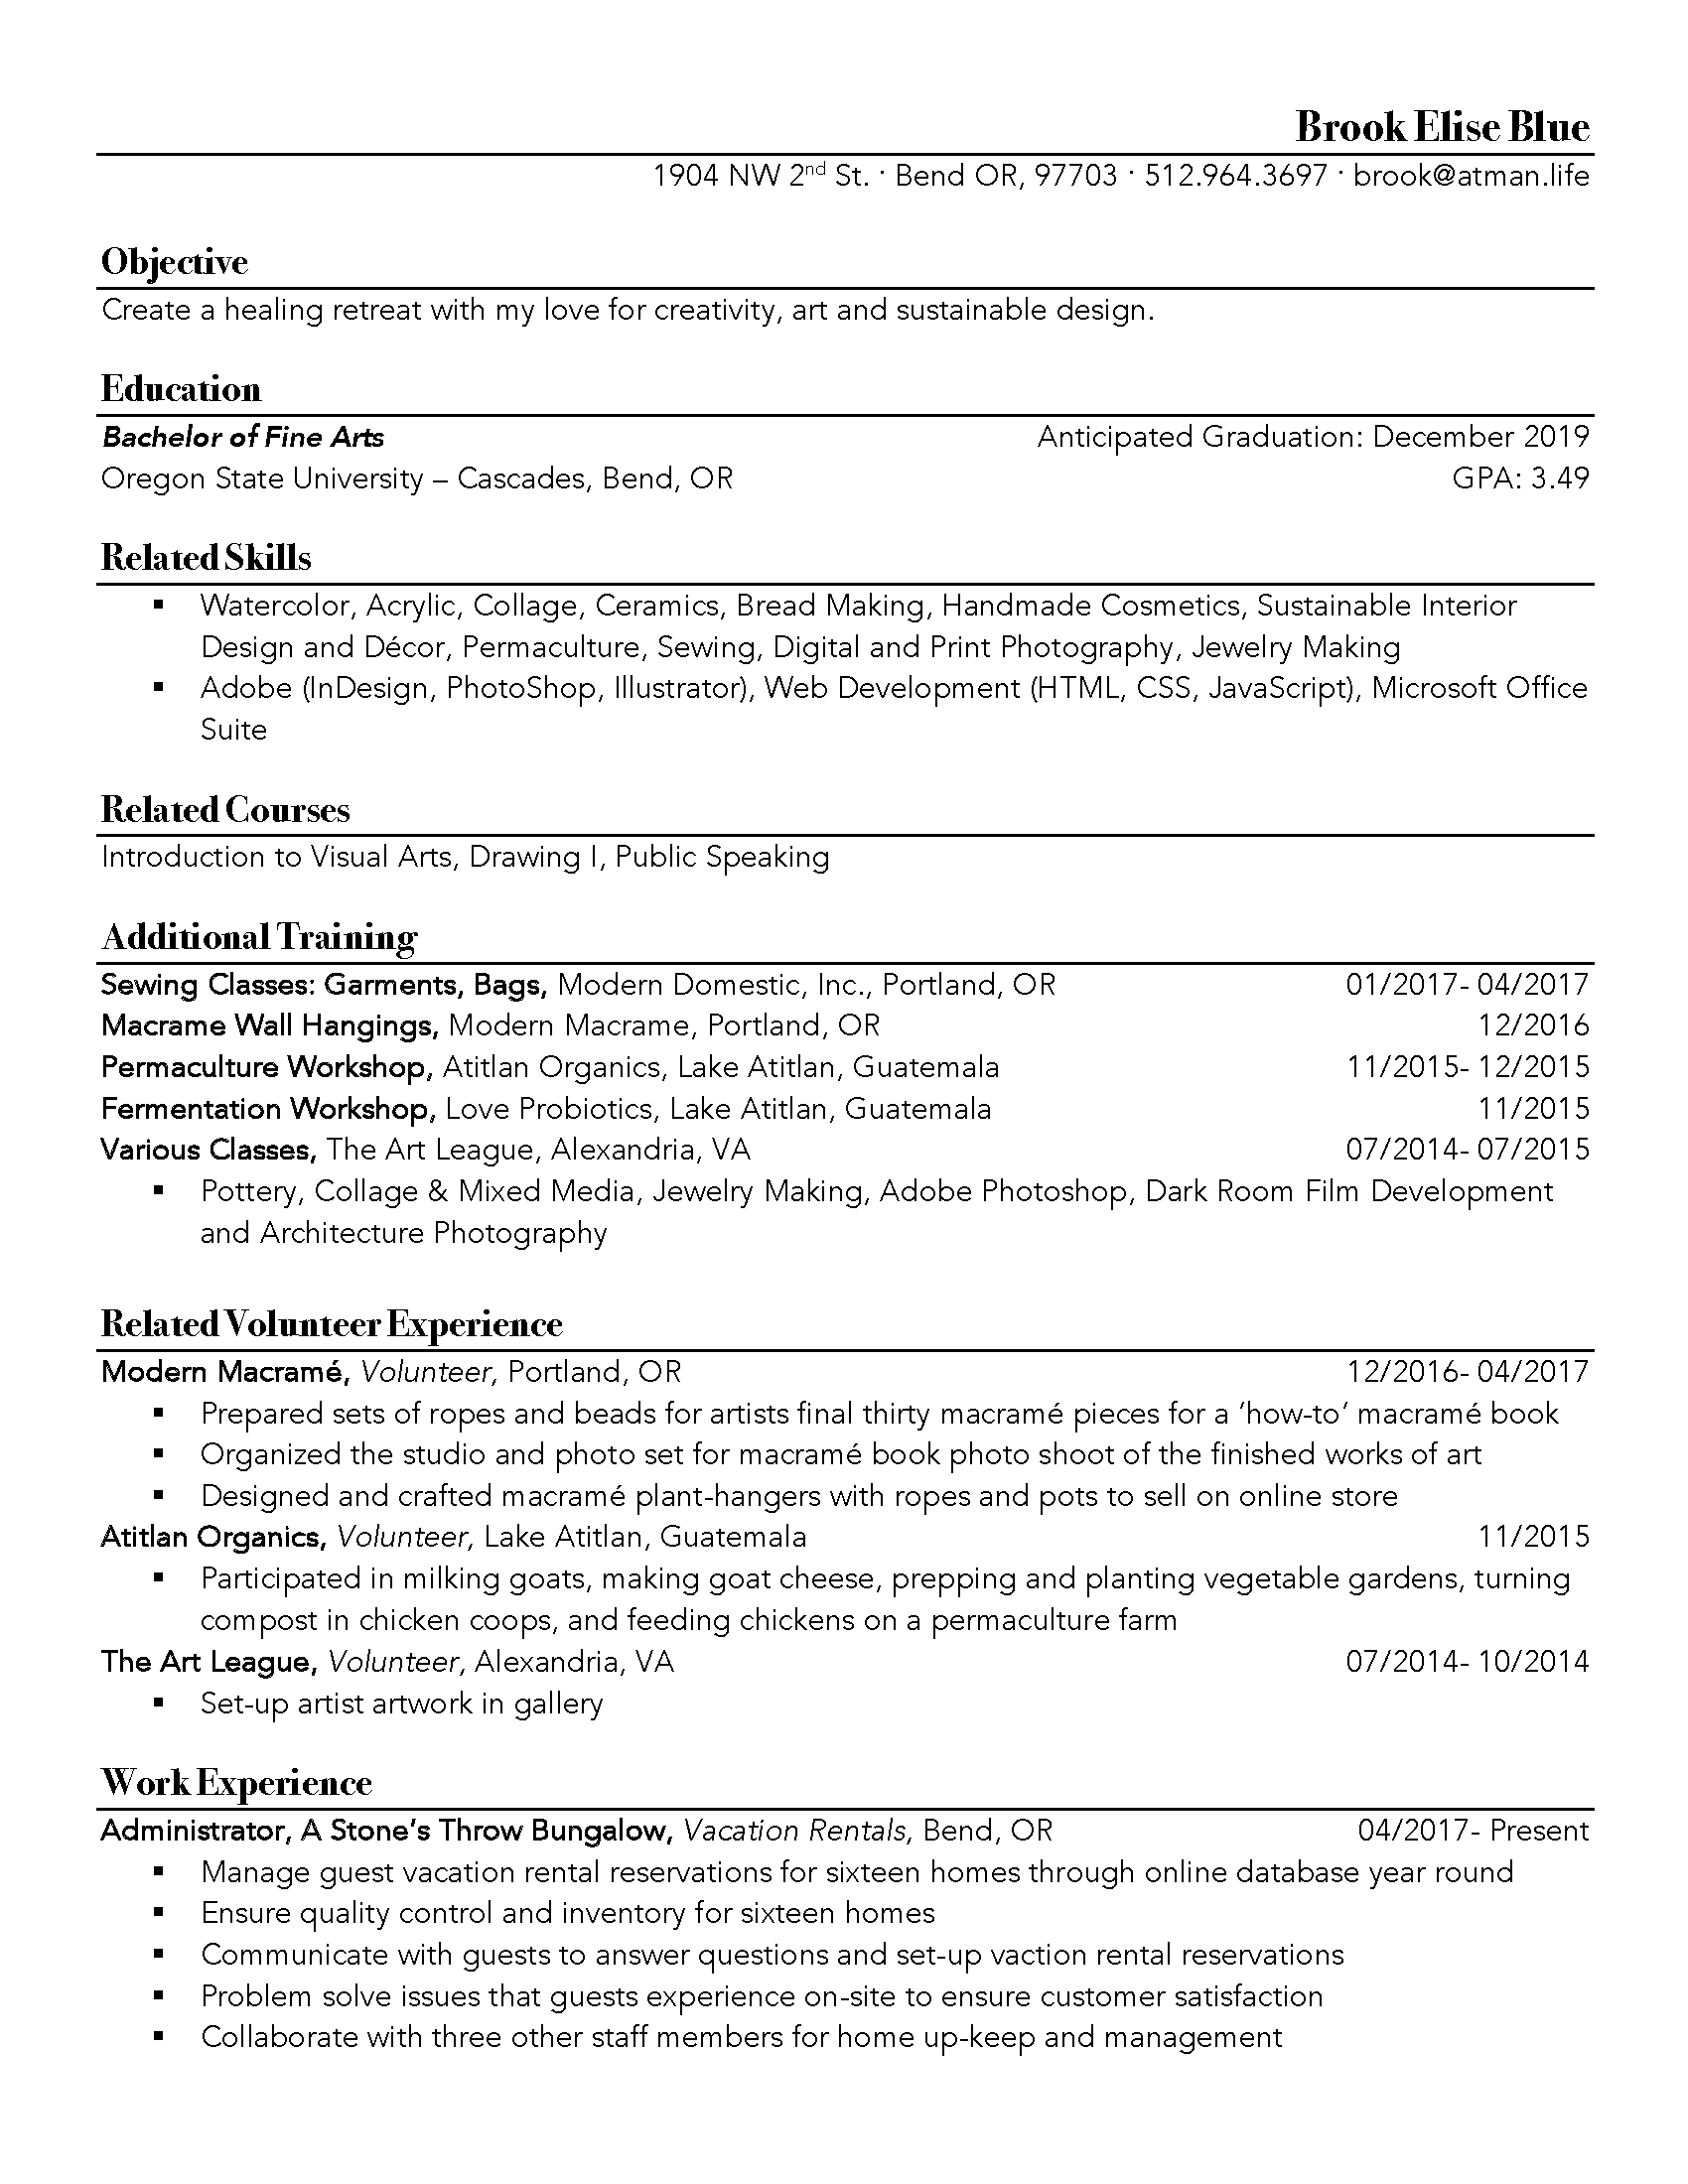 Brook Elise Blue
1904 NW 2nd St. · Bend OR, 97703 · 512.964.3697 · brook@atman.life
Objective
Create a healing retreat with my love for creativity, art and sustainable design.
Education
Bachelor of Fine Arts Anticipated Graduation: December 2019
Oregon State University – Cascades, Bend, OR GPA: 3.49
Related Skills
▪ Watercolor, Acrylic, Collage, Ceramics, Bread Making, Handmade Cosmetics, Sustainable Interior
Design and Décor, Permaculture, Sewing, Digital and Print Photography, Jewelry Making
▪ Adobe (InDesign, PhotoShop, Illustrator), Web Development (HTML, CSS, JavaScript), Microsoft Office
Suite
Related Courses
Introduction to Visual Arts, Drawing I, Public Speaking
Additional Training
Sewing Classes: Garments, Bags, Modern Domestic, Inc., Portland, OR 01/2017- 04/2017
Macrame Wall Hangings, Modern Macrame, Portland, OR 12/2016
Permaculture Workshop, Atitlan Organics, Lake Atitlan, Guatemala 11/2015- 12/2015
Fermentation Workshop, Love Probiotics, Lake Atitlan, Guatemala 11/2015
Various Classes, The Art League, Alexandria, VA 07/2014- 07/2015
▪ Pottery, Collage & Mixed Media, Jewelry Making, Adobe Photoshop, Dark Room Film Development
and Architecture Photography
Related Volunteer Experience
Modern Macramé, Volunteer, Portland, OR 12/2016- 04/2017
▪ Prepared sets of ropes and beads for artists final thirty macramé pieces for a ‘how-to’ macramé book
▪ Organized the studio and photo set for macramé book photo shoot of the finished works of art
▪ Designed and crafted macramé plant-hangers with ropes and pots to sell on online store
Atitlan Organics, Volunteer, Lake Atitlan, Guatemala 11/2015
▪ Participated in milking goats, making goat cheese, prepping and planting vegetable gardens, turning
compost in chicken coops, and feeding chickens on a permaculture farm
The Art League, Volunteer, Alexandria, VA 07/2014- 10/2014
▪ Set-up artist artwork in gallery
Work Experience
Administrator, A Stone’s Throw Bungalow, Vacation Rentals, Bend, OR 04/2017- Present
▪ Manage guest vacation rental reservations for sixteen homes through online database year round
▪ Ensure quality control and inventory for sixteen homes
▪ Communicate with guests to answer questions and set-up vaction rental reservations
▪ Problem solve issues that guests experience on-site to ensure customer satisfaction
▪ Collaborate with three other staff members for home up-keep and management